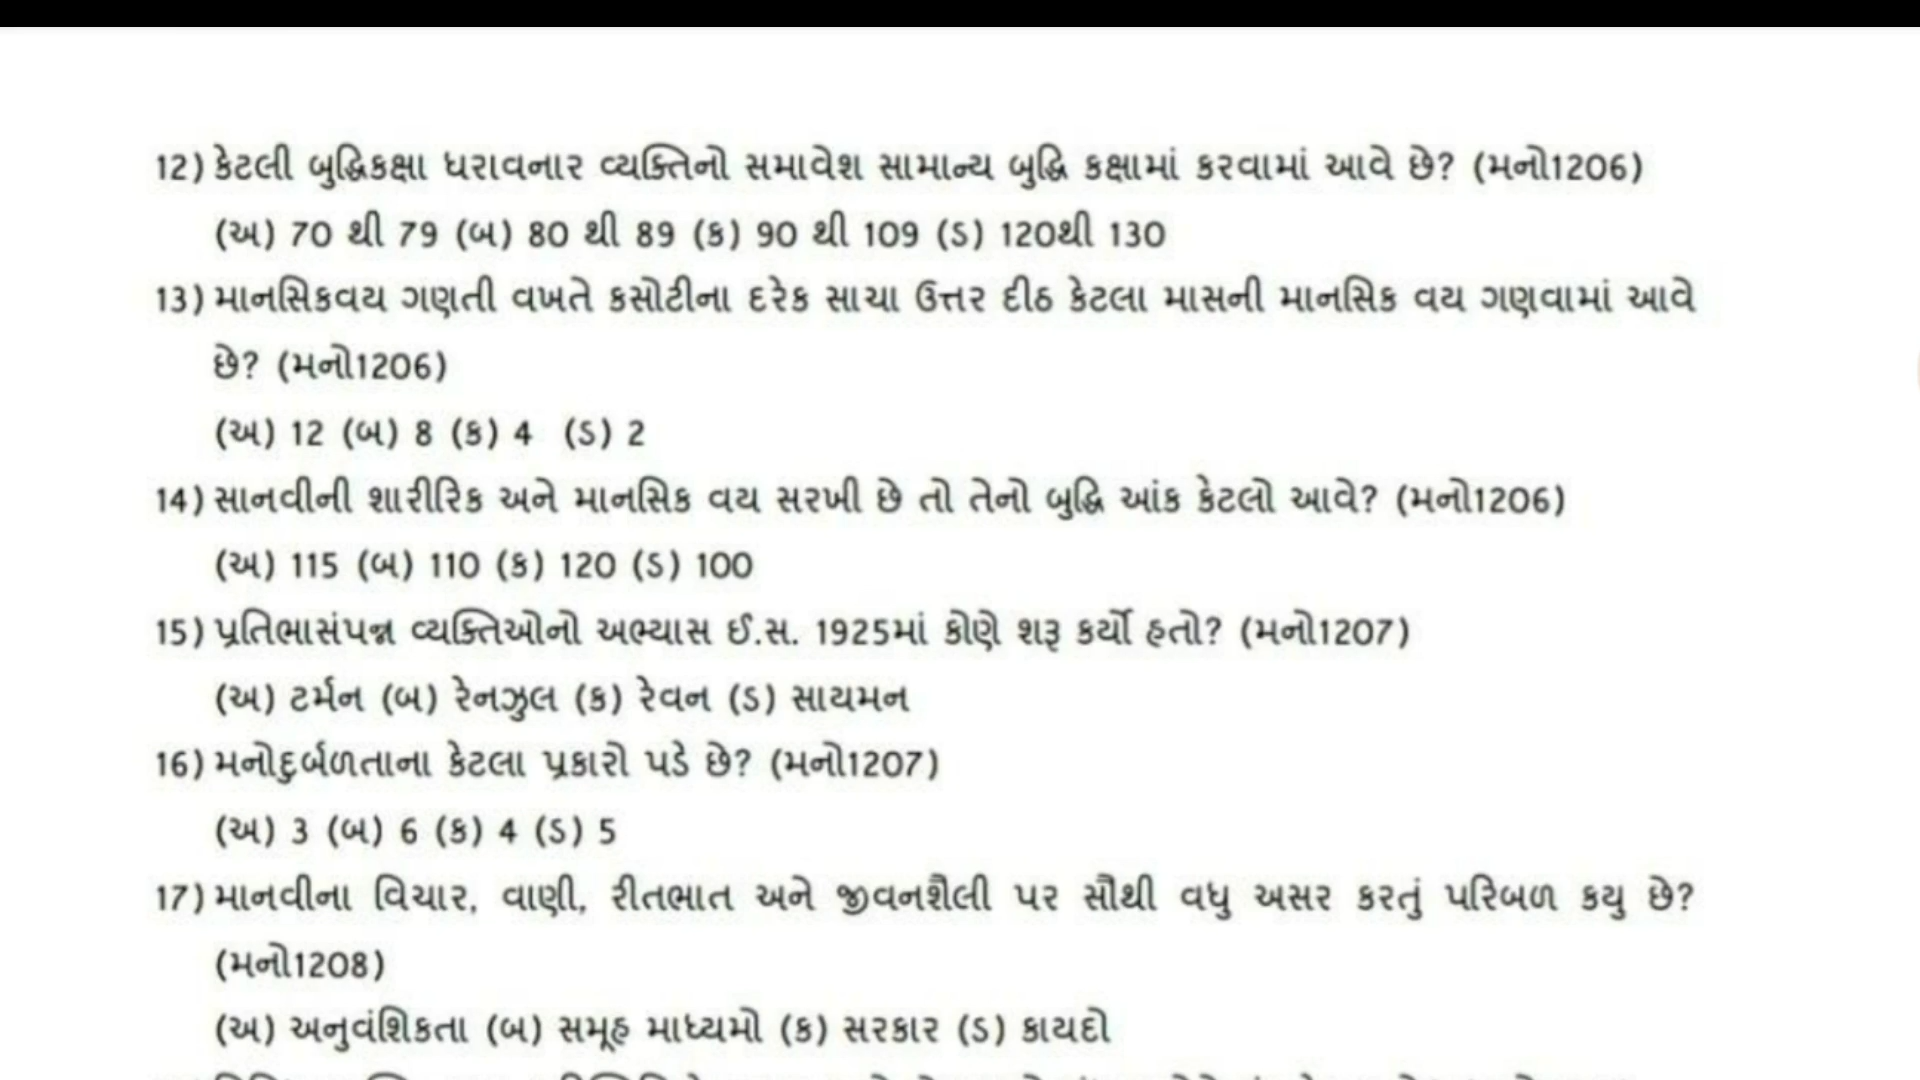 12) કેટલી બુદ્ધિકક્ષા ધરાવનાર વ્યક્તિનો સમાવેશ સામાન્ય બુદ્ધિ કક્ષામાં કરવામાં આવે છે? (મનો1206)
(અ) 70 થી 79 (બ) 80 થી 89 (ક) 90 થી 109 (ડ) 120થી 130
13) માનસિકવય ગણતી વખતે કસોટીના દરેક સાચા ઉત્તર દીઠ કેટલા માસની માનસિક વય ગણવામાં આવે
છે? (મનો1206)
(અ) 12 (બ) 8 (ક) 4 (ડ) 2
14) સાનવીની શારીરિક અને માનસિક વય સરખી છે તો તેનો બુદ્ધિ આંક કેટલો આવે? (મનો1206)
(અ) 115 (બ) 110 (ક) 120 (ડ) 100
15) પ્રતિભાસંપન્ન વ્યક્તિઓનો અભ્યાસ ઈ.સ. 1925માં કોણે શરૂ કર્યો હતો? (મનો1207)
(અ) ટર્મન (બ) રેનઝુલ (ક) રેવન (ડ) સાયમન
16) મનોદુર્બળતાના કેટલા પ્રકારો પડે છે? (મનો1207)
(અ) 3 (બ) 6 (ક) 4 (ડ) 5
17) માનવીના વિચાર, વાણી, રીતભાત અને જીવનશૈલી પર સૌથી વધુ અસર કરતું પરિબળ કયુ છે?
(મનો1208)
(અ) અનુવંશિકતા (બ) સમૂહ માધ્યમો (ક) સરકાર (ડ) કાયદો